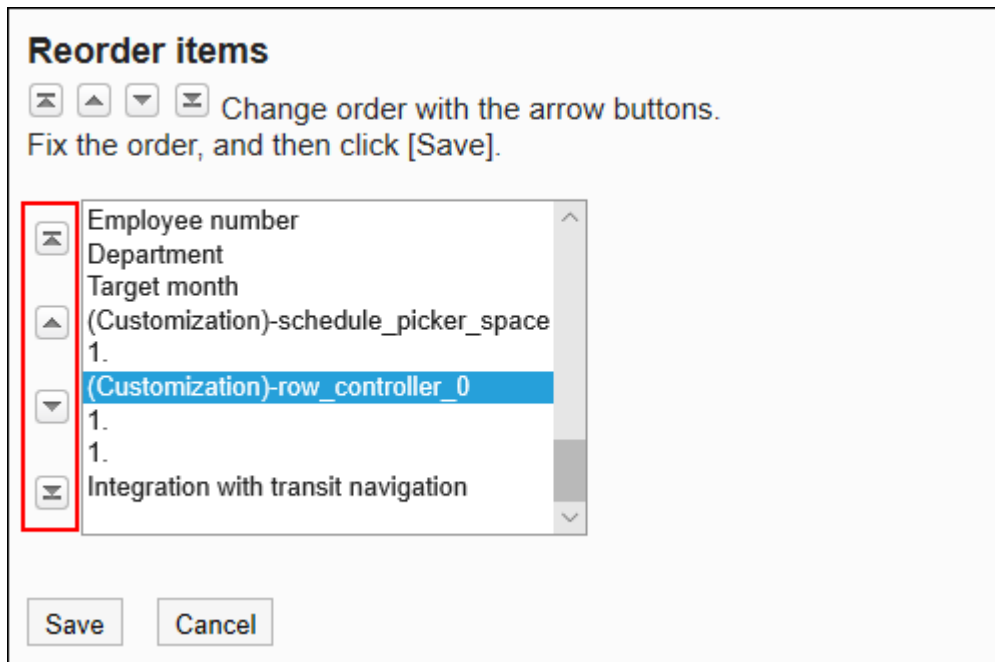 Reorder items
Change order with the arrow buttons.
Fix the order, and then click [Save].
Employee number
Department
Target month
(Customization)-schedule_picker_space
1.
(Customization)-row_controller_0
1.
1.
Integration with transit navigation
Save Cancel